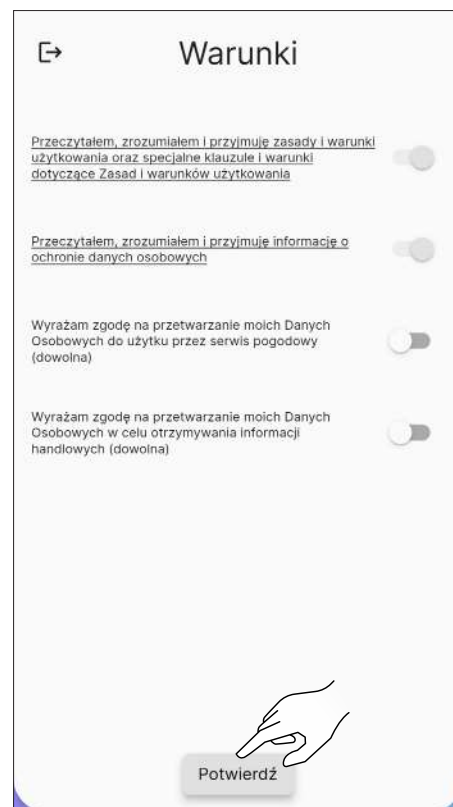 Warunki
Przeczytałem, zrozumiałem i przyjmuję zasady i warunki
użytkowania oraz specjalne klauzule i warunki
dotyczące Zasad i warunków użytkowania
Przeczytałem, zrozumiałem i przyjmuję informację o
ochronie danych osobowych
Wyrażam zgodę na przetwarzanie moich Danych
Osobowych do użytku przez serwis pogodowy
(dowolna)
Wyrażam zgodę na przetwarzanie moich Danych
Osobowych w celu otrzymywania informacji
handlowych (dowolna)
Potwierdź